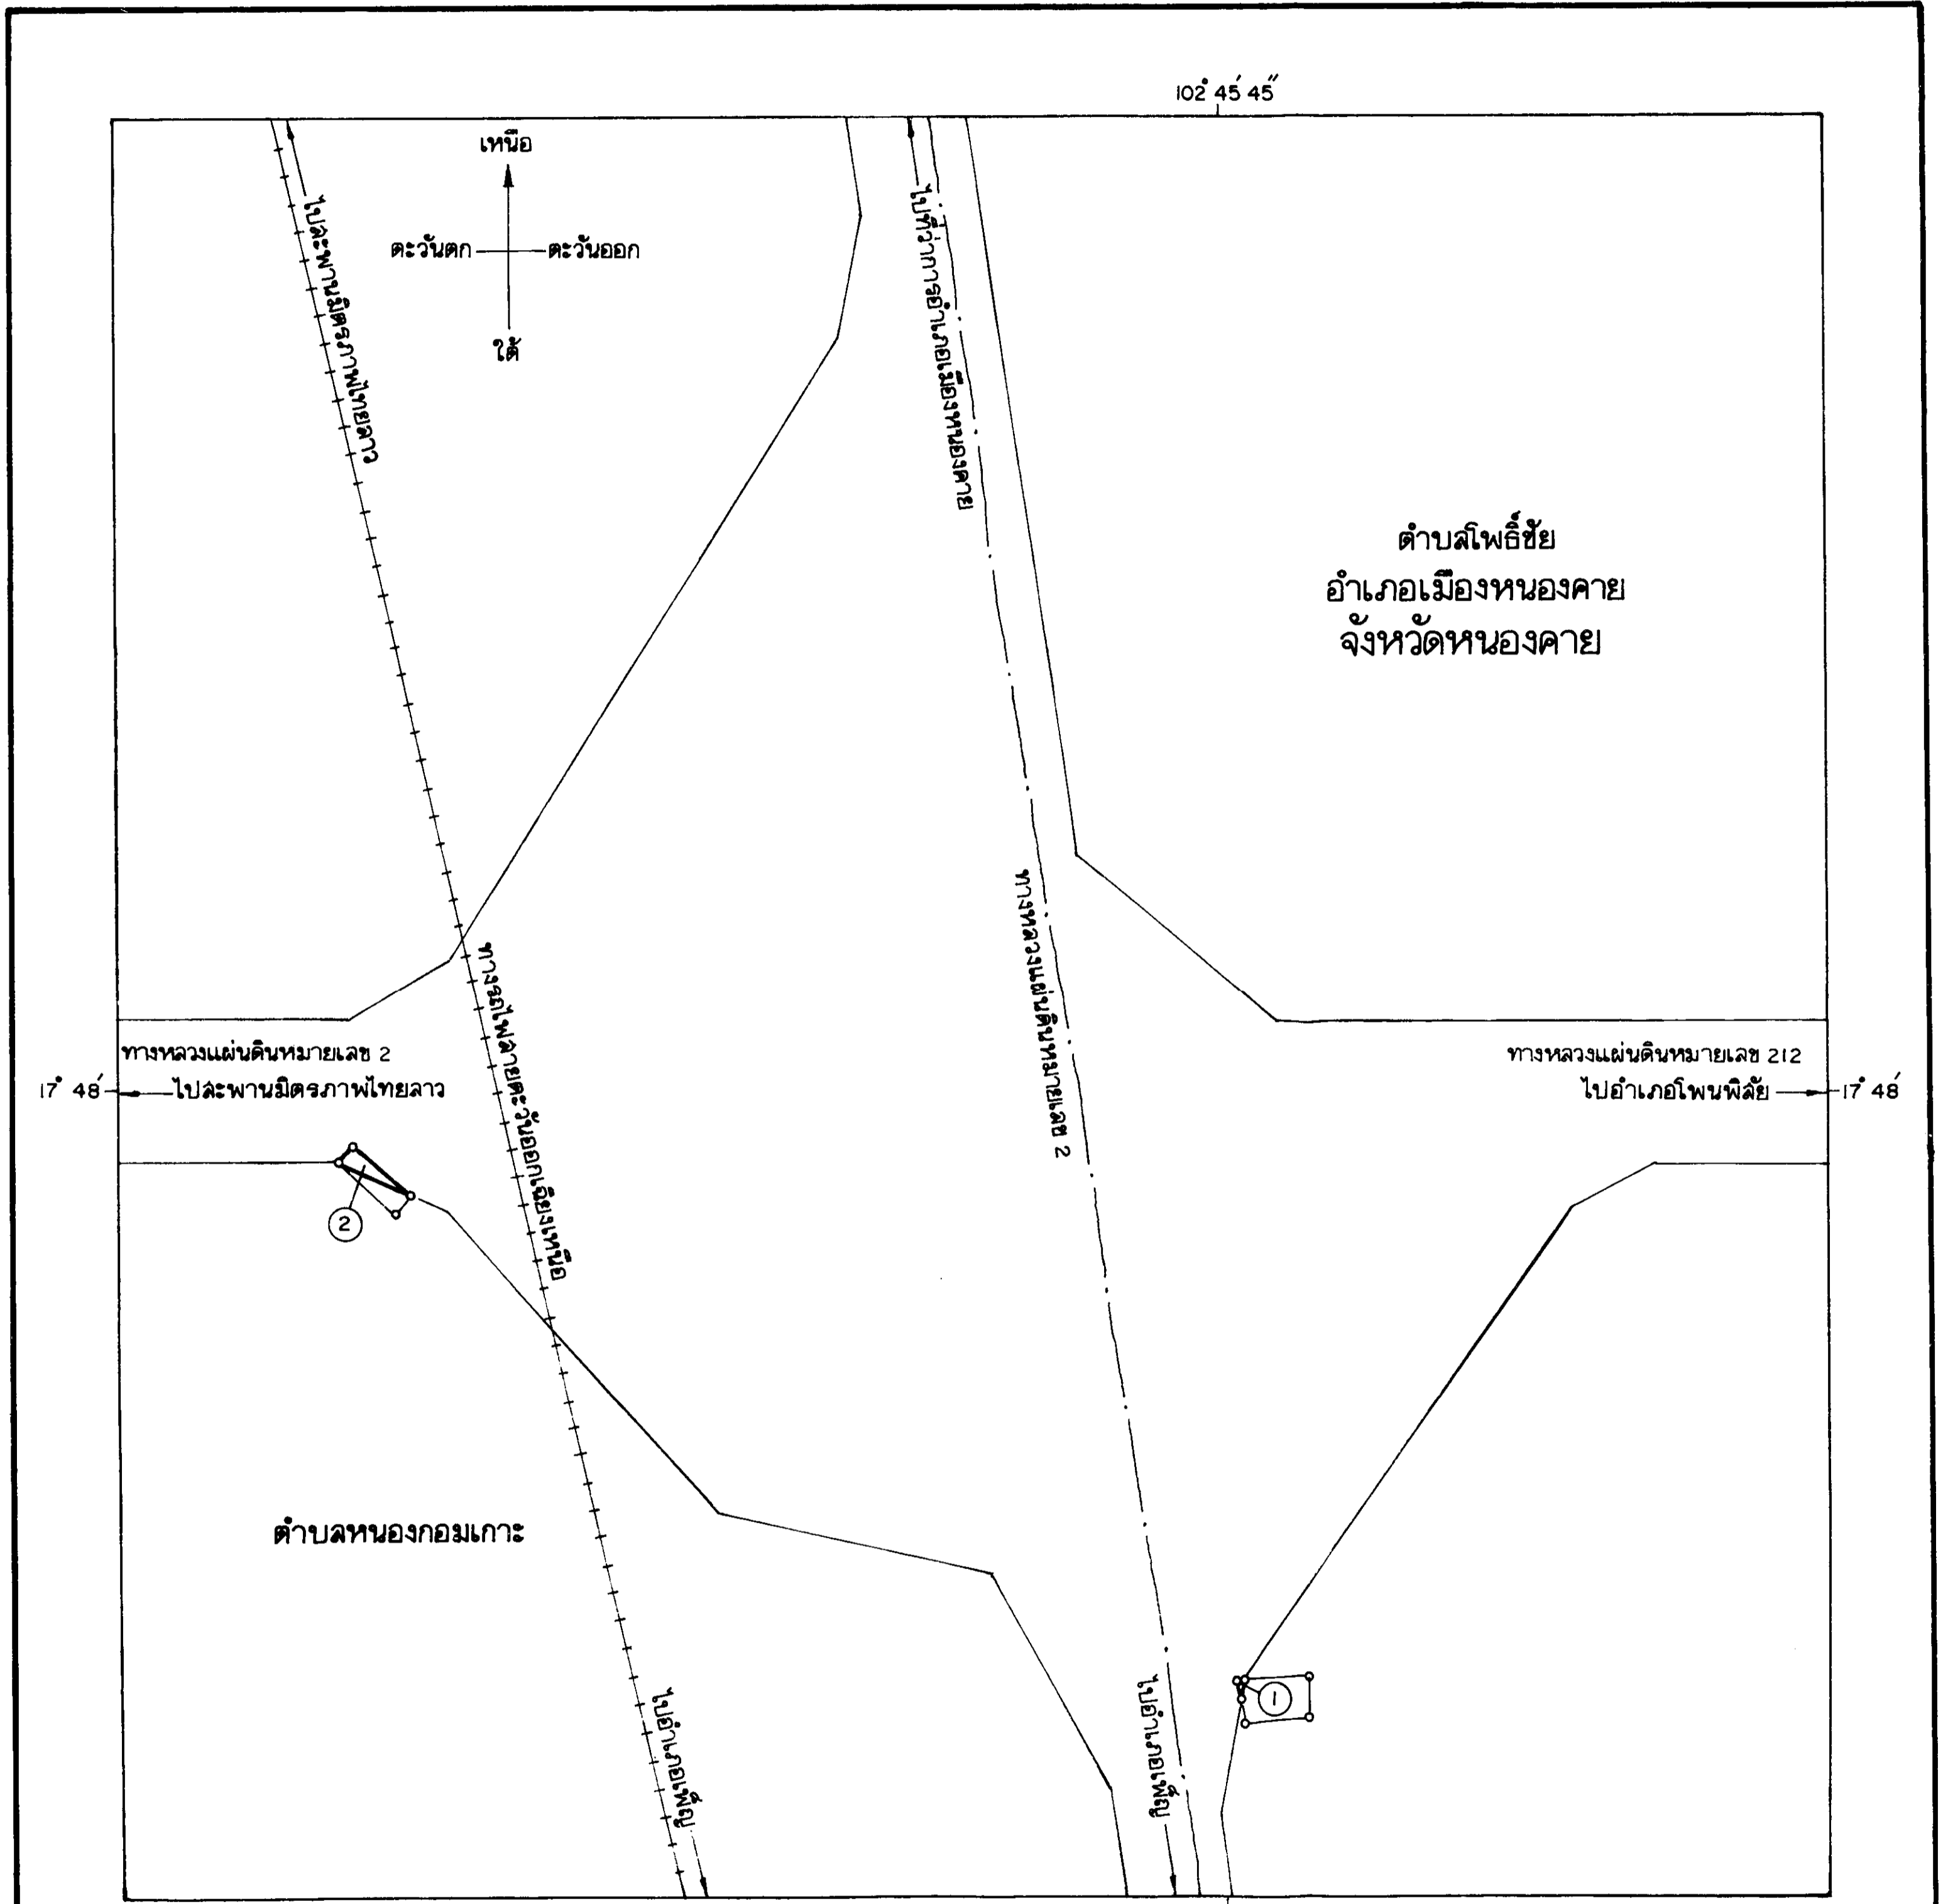 102° 45′ 45″
เหนือ
ตะวันตก
ตะวันออก
ใต้
ไปสะพานมิตรภาพไทยลาว
ไปที่ว่าการอำเภอเมืองหนองคาย
ตำบลโพธิ์ชัย
อำเภอเมืองหนองคาย
จังหวัดหนองคาย
ทางรถไฟสายตะวันออกเฉียงเหนือ
ทางหลวงแผ่นดินหมายเลข 2
ทางหลวงแผ่นดินหมายเลข 2
17° 48′
ไปสะพานมิตรภาพไทยลาว
ทางหลวงแผ่นดินหมายเลข 212
ไปอำเภอโพนพิสัย
17° 48′
2
ตำบลหนองกอมเกาะ
1
ไปอำเภอเพ็ญ
ไปอำเภอเพ็ญ